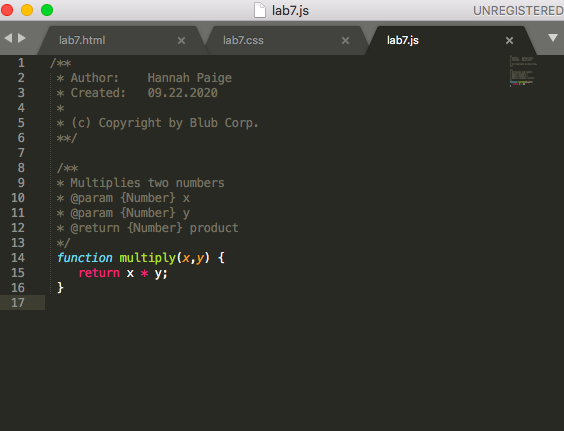 lab7.js
UNREGISTERED
lab7.html × lab7.css × lab7.js ×
1 /**
2 * Author: Hannah Paige
3 * Created: 09.22.2020
4 *
5 * (c) Copyright by Blub Corp.
6 **/
7
8 /**
9 * Multiplies two numbers
10 * @param {Number} x
11 * @param {Number} y
12 * @return {Number} product
13 */
14 function multiply(x,y) {
15 return x * y;
16 }
17